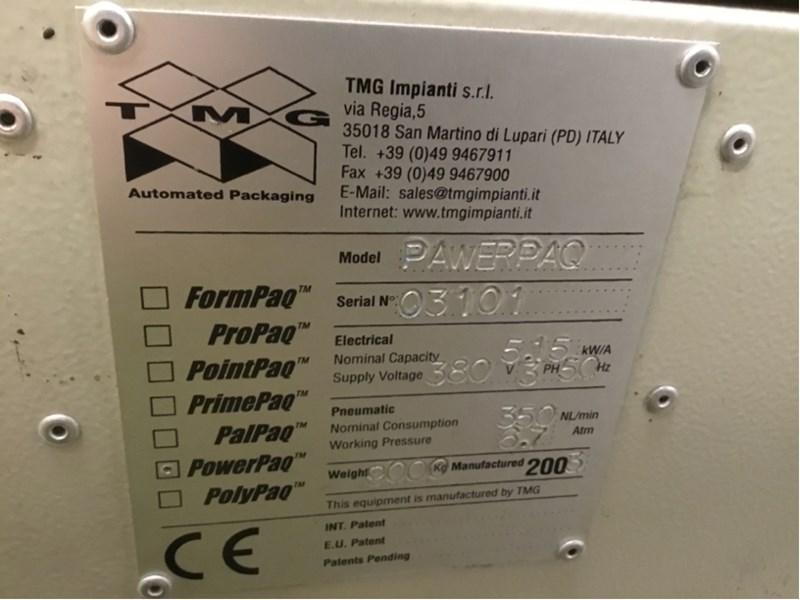 TMG
Automated Packaging
TMG Impianti s.r.l.
via Regia,5
35018 San Martino di Lupari (PD) ITALY
Tel. +39 (0)49 9467911
Fax +39 (0)49 9467900
E-Mail: sales@tmgimpianti.it
Internet: www.tmgimpianti.it
Model PAWERPAQ
Serial N°: 03101
Electrical
Nominal Capacity 5.15 kW/A
Supply Voltage 380 V 3 PH 50 Hz
Pneumatic
Nominal Consumption 350 NL/min
Working Pressure Atm
Weight Kg Manufactured 2003
This equipment is manufactured by TMG
INT. Patent
E.U. Patent
Patents Pending
FormPaq™
ProPaq™
PointPaq™
PrimePaq™
PalPaq™
PowerPaq™
PolyPaq™
CE